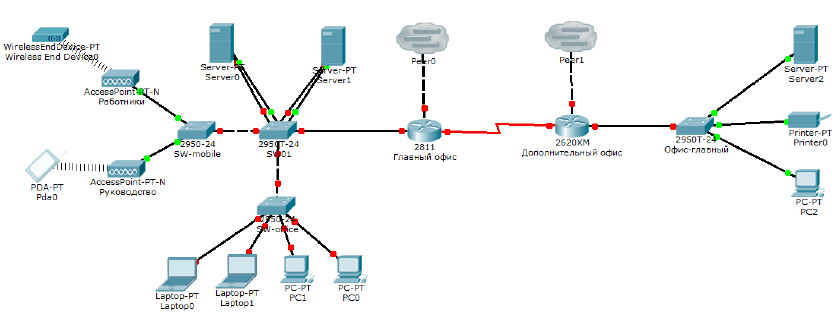 WirelessEndDevice-PT
Wireless End Device0
AccessPoint-PT-N
Работники
Server-PT
Server0
Server-PT
Server1
Peer0
Peer1
Server-PT
Server2
2950-24
SW-mobile
2950T-24
SW01
2811
Главный офис
2620XM
Дополнительный офис
2950T-24
Офис-главный
Printer-PT
Printer0
PDA-PT
Pda0
AccessPoint-PT-N
Руководство
PC-PT
PC2
2950-24
SW-office
Laptop-PT
Laptop0
Laptop-PT
Laptop1
PC-PT
PC1
PC-PT
PC0